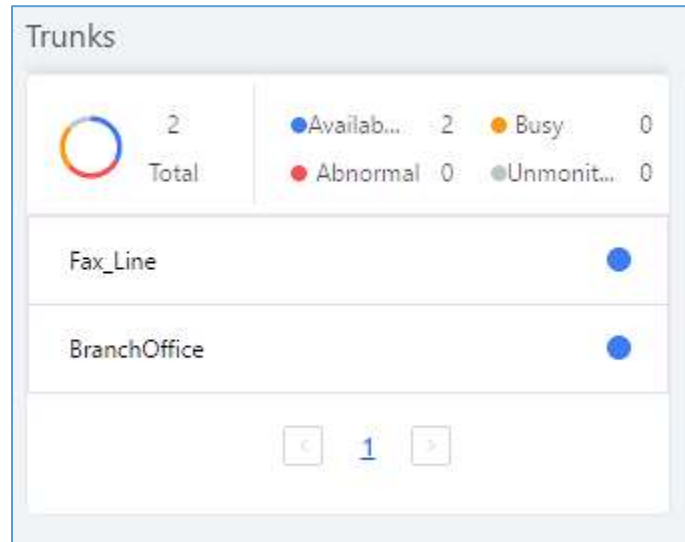 Trunks
2 Availab... 2 Busy 0
Total Abnormal 0 Unmonit... 0
Fax_Line
BranchOffice
< 1 >